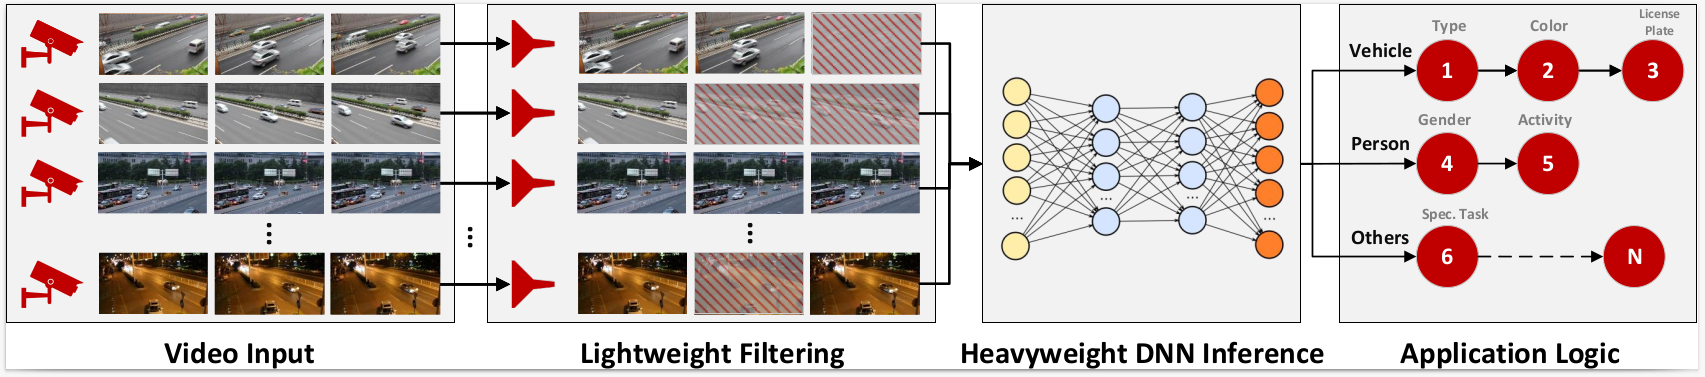 Video Input
Lightweight Filtering
Heavyweight DNN Inference
Vehicle
Type
1
Color
2
License
Plate
3
Person
Gender
4
Activity
5
Others
Spec. Task
6
N
Application Logic